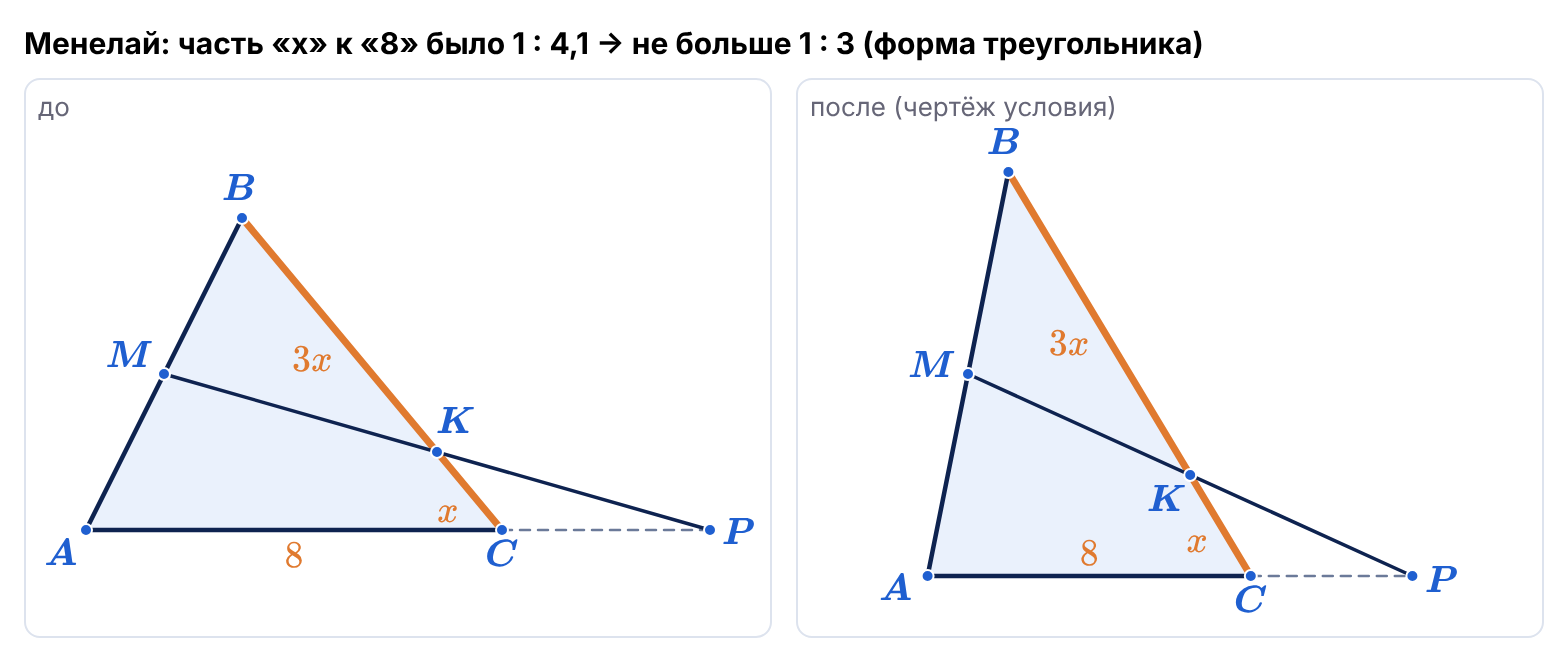 Менелай: часть «x» к «8» было 1 : 4,1 → не больше 1 : 3 (форма треугольника)
до
B
M
3x
K
x
A
8
C
P
после (чертёж условия)
B
M
3x
K
8
x
A
C
P